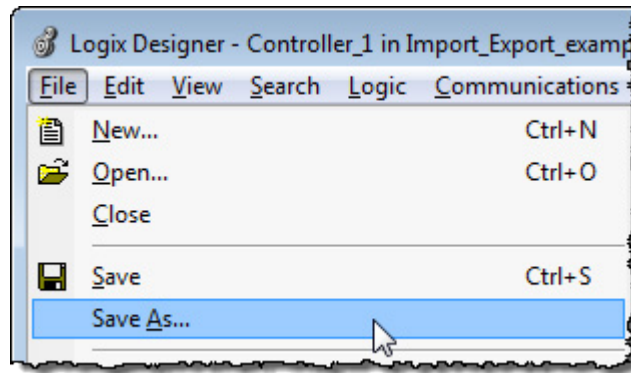 Logix Designer - Controller_1 in Import_Export_examp
File Edit View Search Logic Communications
New... Ctrl+N
Open... Ctrl+O
Close
Save Ctrl+S
Save As...